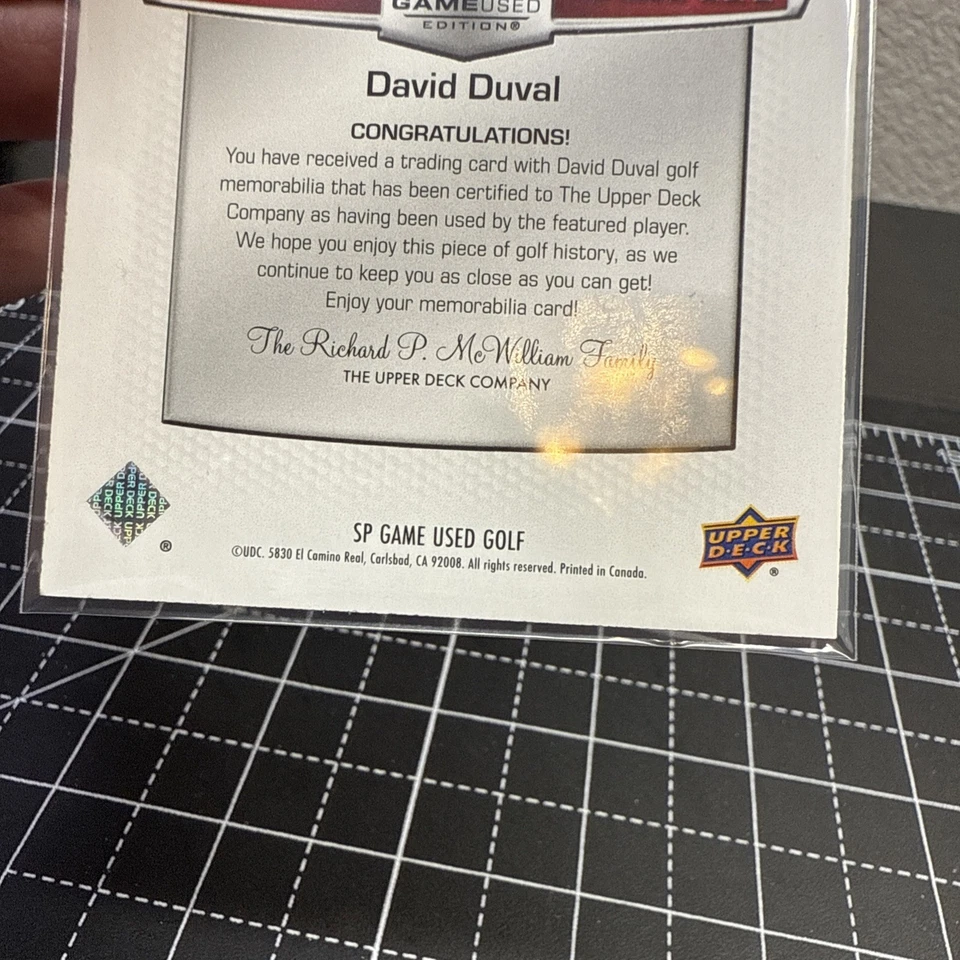 GAMEUSED
EDITION®
David Duval
CONGRATULATIONS!
You have received a trading card with David Duval golf
memorabilia that has been certified to The Upper Deck
Company as having been used by the featured player.
We hope you enjoy this piece of golf history, as we
continue to keep you as close as you can get!
Enjoy your memorabilia card!
The Richard P. McWilliam Family
THE UPPER DECK COMPANY
UPPER DECK
®
SP GAME USED GOLF
©UDC. 5830 El Camino Real, Carlsbad, CA 92008. All rights reserved. Printed in Canada.
UPPER
D·E·C·K
®